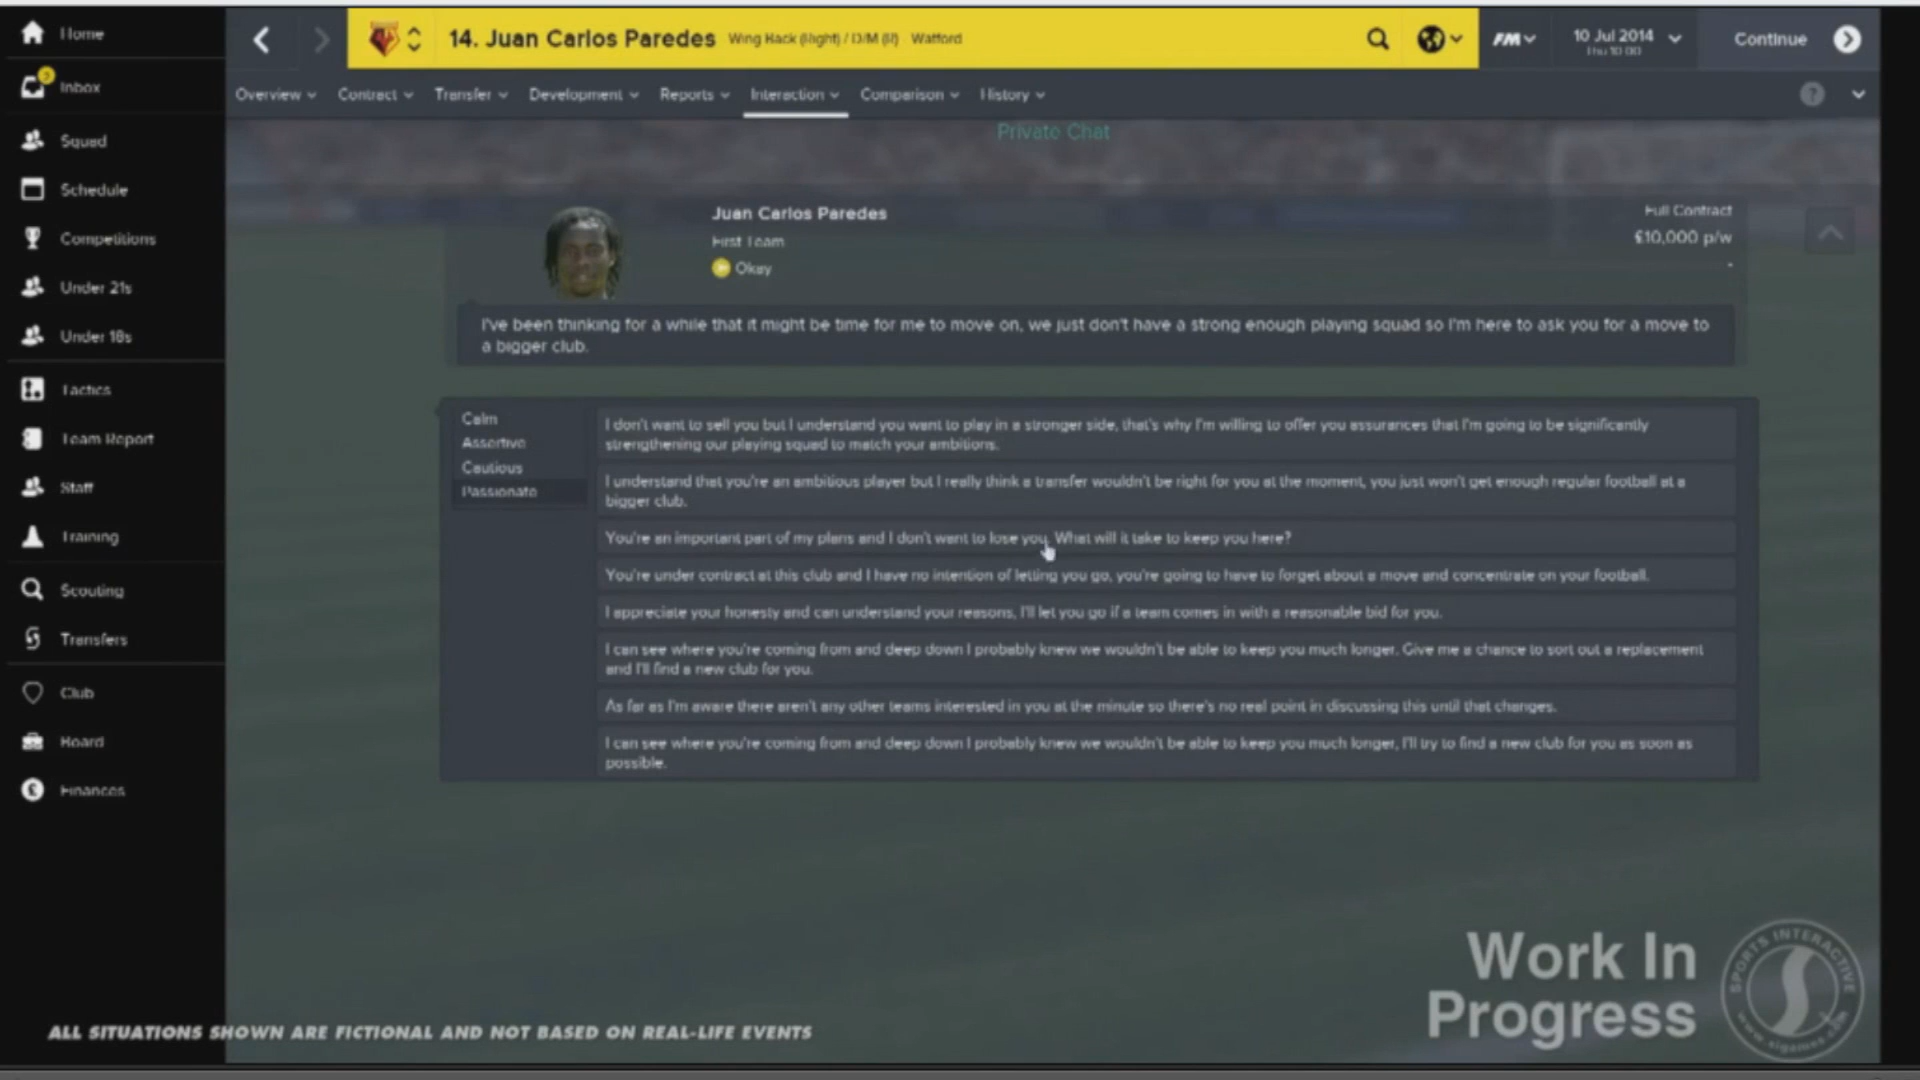 Home
Inbox
Squad
Schedule
Competitions
Under 21s
Under 18s
Tactics
Team Report
Staff
Training
Scouting
Transfers
Club
Board
Finances
14. Juan Carlos Paredes Wing Back (Right) / D/M (R) Watford
FM
10 Jul 2014
Thu 10:00
Continue
Overview Contract Transfer Development Reports Interaction Comparison History
Private Chat
Juan Carlos Paredes
First Team
Okay
Full Contract
£10,000 p/w
-
I've been thinking for a while that it might be time for me to move on, we just don't have a strong enough playing squad so I'm here to ask you for a move to
a bigger club.
Calm
Assertive
Cautious
Passionate
I don't want to sell you but I understand you want to play in a stronger side, that's why I'm willing to offer you assurances that I'm going to be significantly
strengthening our playing squad to match your ambitions.
I understand that you're an ambitious player but I really think a transfer wouldn't be right for you at the moment, you just won't get enough regular football at a
bigger club.
You're an important part of my plans and I don't want to lose you. What will it take to keep you here?
You're under contract at this club and I have no intention of letting you go, you're going to have to forget about a move and concentrate on your football.
I appreciate your honesty and can understand your reasons, I'll let you go if a team comes in with a reasonable bid for you.
I can see where you're coming from and deep down I probably knew we wouldn't be able to keep you much longer. Give me a chance to sort out a replacement
and I'll find a new club for you.
As far as I'm aware there aren't any other teams interested in you at the minute so there's no real point in discussing this until that changes.
I can see where you're coming from and deep down I probably knew we wouldn't be able to keep you much longer, I'll try to find a new club for you as soon as
possible.
Work In
Progress
SPORTS INTERACTIVE
www.sigames.com
ALL SITUATIONS SHOWN ARE FICTIONAL AND NOT BASED ON REAL-LIFE EVENTS